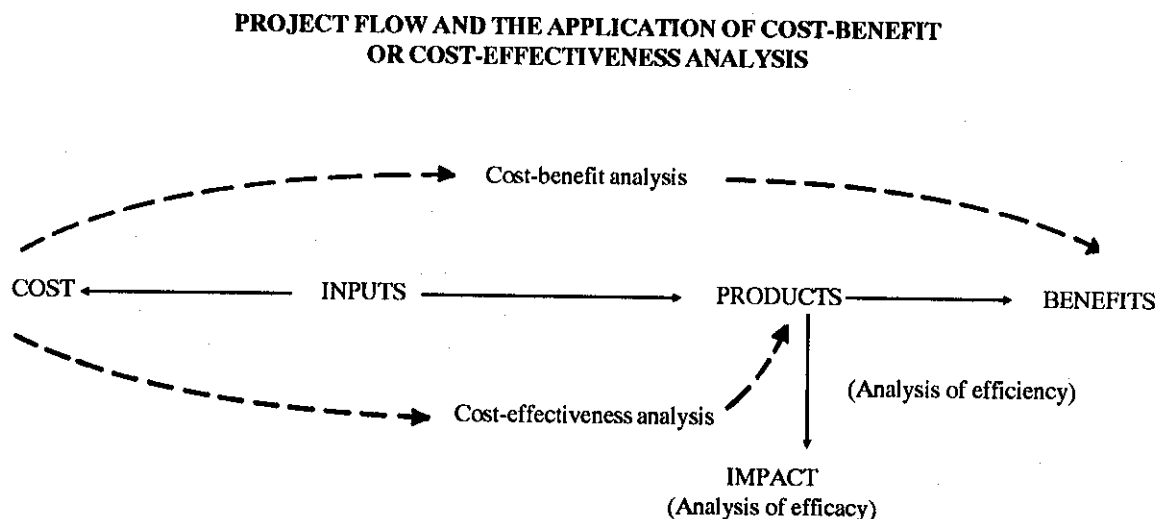 PROJECT FLOW AND THE APPLICATION OF COST-BENEFIT
OR COST-EFFECTIVENESS ANALYSIS
Cost-benefit analysis
COST INPUTS PRODUCTS BENEFITS
(Analysis of efficiency)
Cost-effectiveness analysis
IMPACT
(Analysis of efficacy)